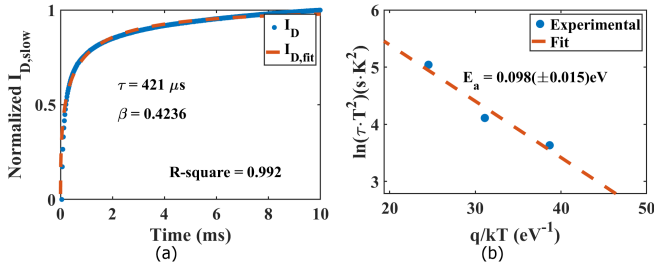 (a)
Normalized I_D,slow
1
0.5
0
I_D
I_D,fit
τ = 421 μs
β = 0.4236
R-square = 0.992
0 2 4 6 8 10
Time (ms)
(a)
(b)
ln(τ·T²)(s·K²)
6
5
4
3
Experimental
Fit
E_a = 0.098(±0.015)eV
20 30 40 50
q/kT (eV⁻¹)
(b)